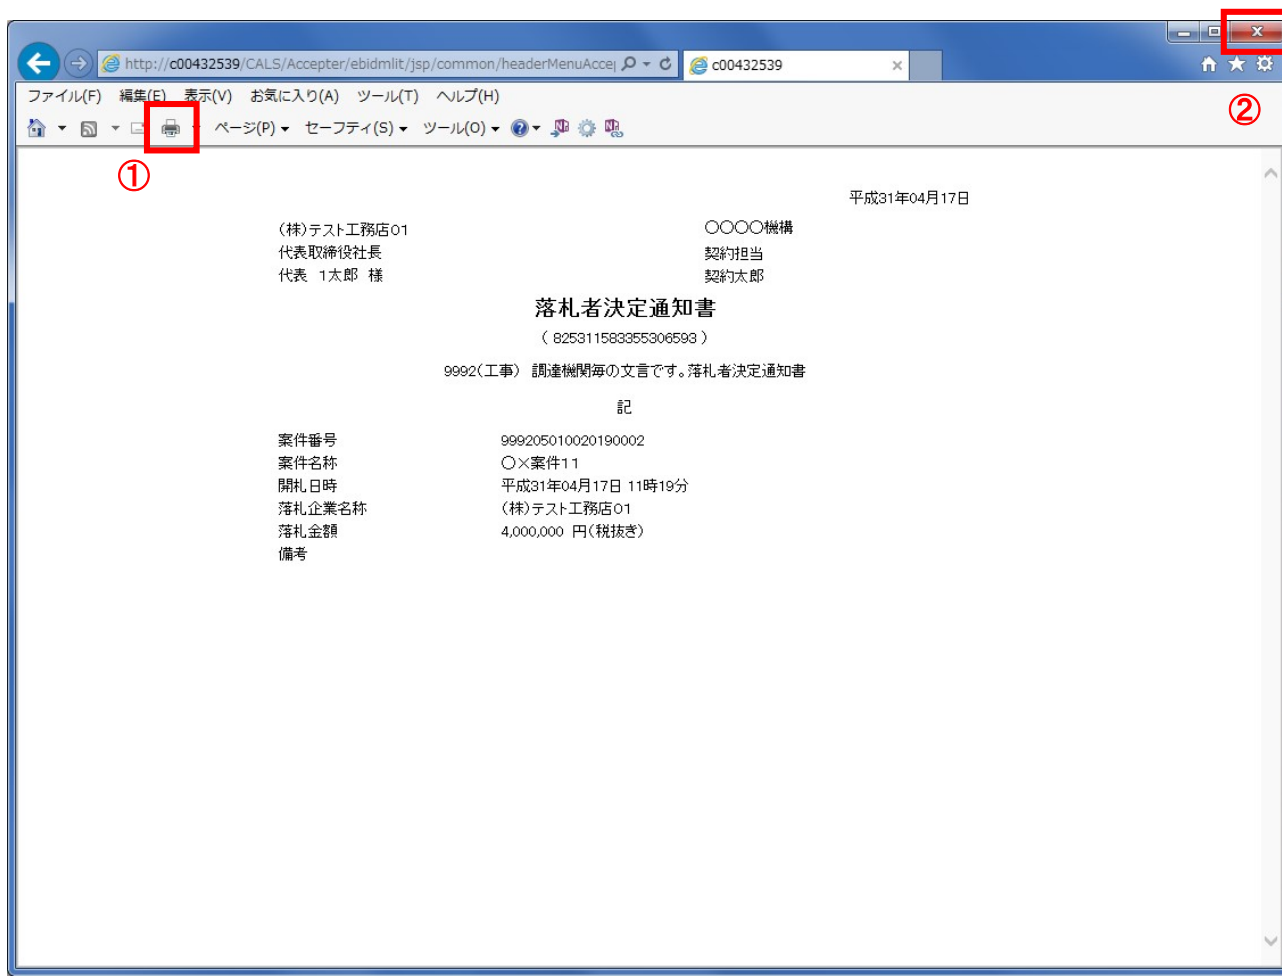 http://c00432539/CALS/Accepter/ebidmlit/jsp/common/headerMenuAccep
c00432539
ファイル(F) 編集(E) 表示(V) お気に入り(A) ツール(T) ヘルプ(H)
②
ページ(P) セーフティ(S) ツール(O)
①
平成31年04月17日
(株)テスト工務店01 〇〇〇〇機構
代表取締役社長 契約担当
代表 1太郎 様 契約太郎
落札者決定通知書
( 825311583355306593 )
9992(工事) 調達機関毎の文言です。落札者決定通知書
記
案件番号 999205010020190002
案件名称 〇×案件11
開札日時 平成31年04月17日 11時19分
落札企業名称 (株)テスト工務店01
落札金額 4,000,000 円(税抜き)
備考